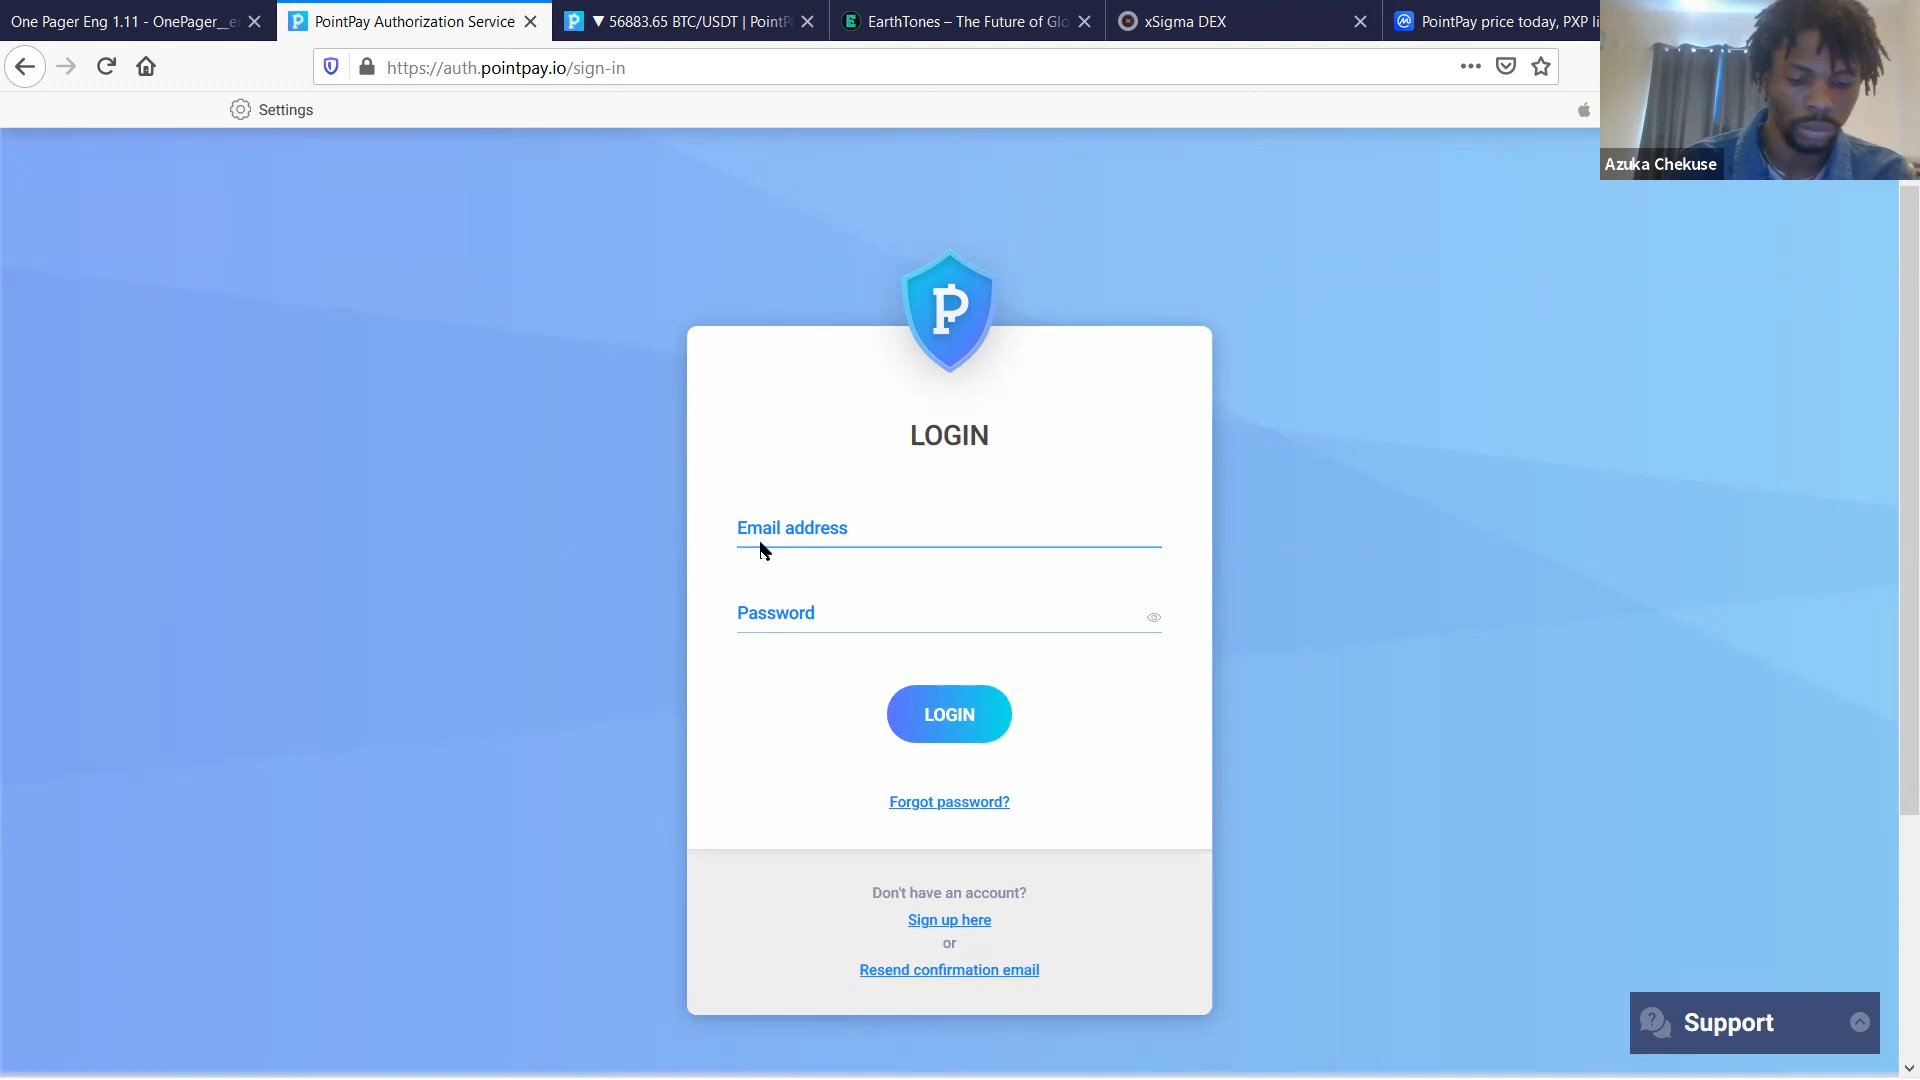 One Pager Eng 1.11 - OnePager__e
PointPay Authorization Service
▼ 56883.65 BTC/USDT | PointP
EarthTones – The Future of Glo
xSigma DEX
PointPay price today, PXP li
https://auth.pointpay.io/sign-in
Settings
Azuka Chekuse
LOGIN
Email address
Password
LOGIN
Forgot password?
Don't have an account?
Sign up here
or
Resend confirmation email
Support